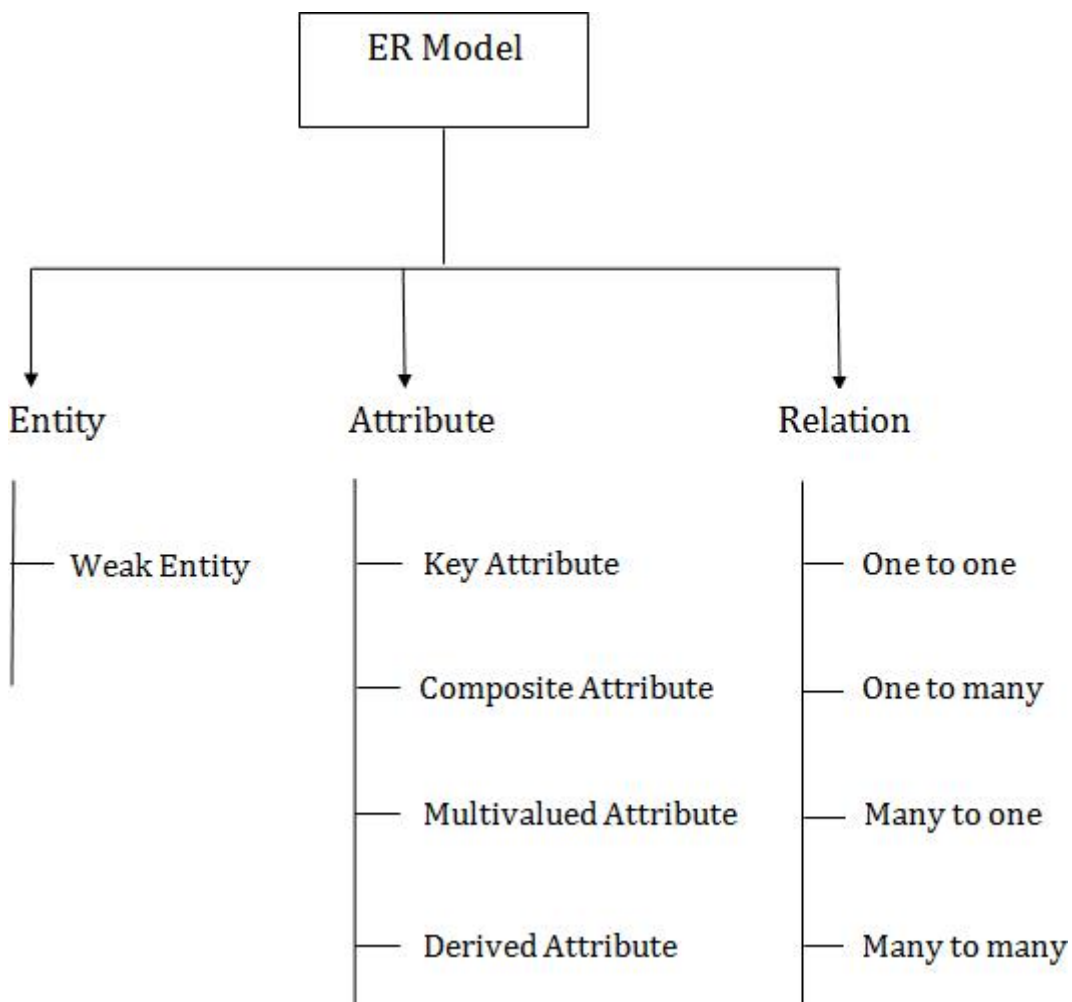 ER Model
Entity
Attribute
Relation
Weak Entity
Key Attribute
One to one
Composite Attribute
One to many
Multivalued Attribute
Many to one
Derived Attribute
Many to many